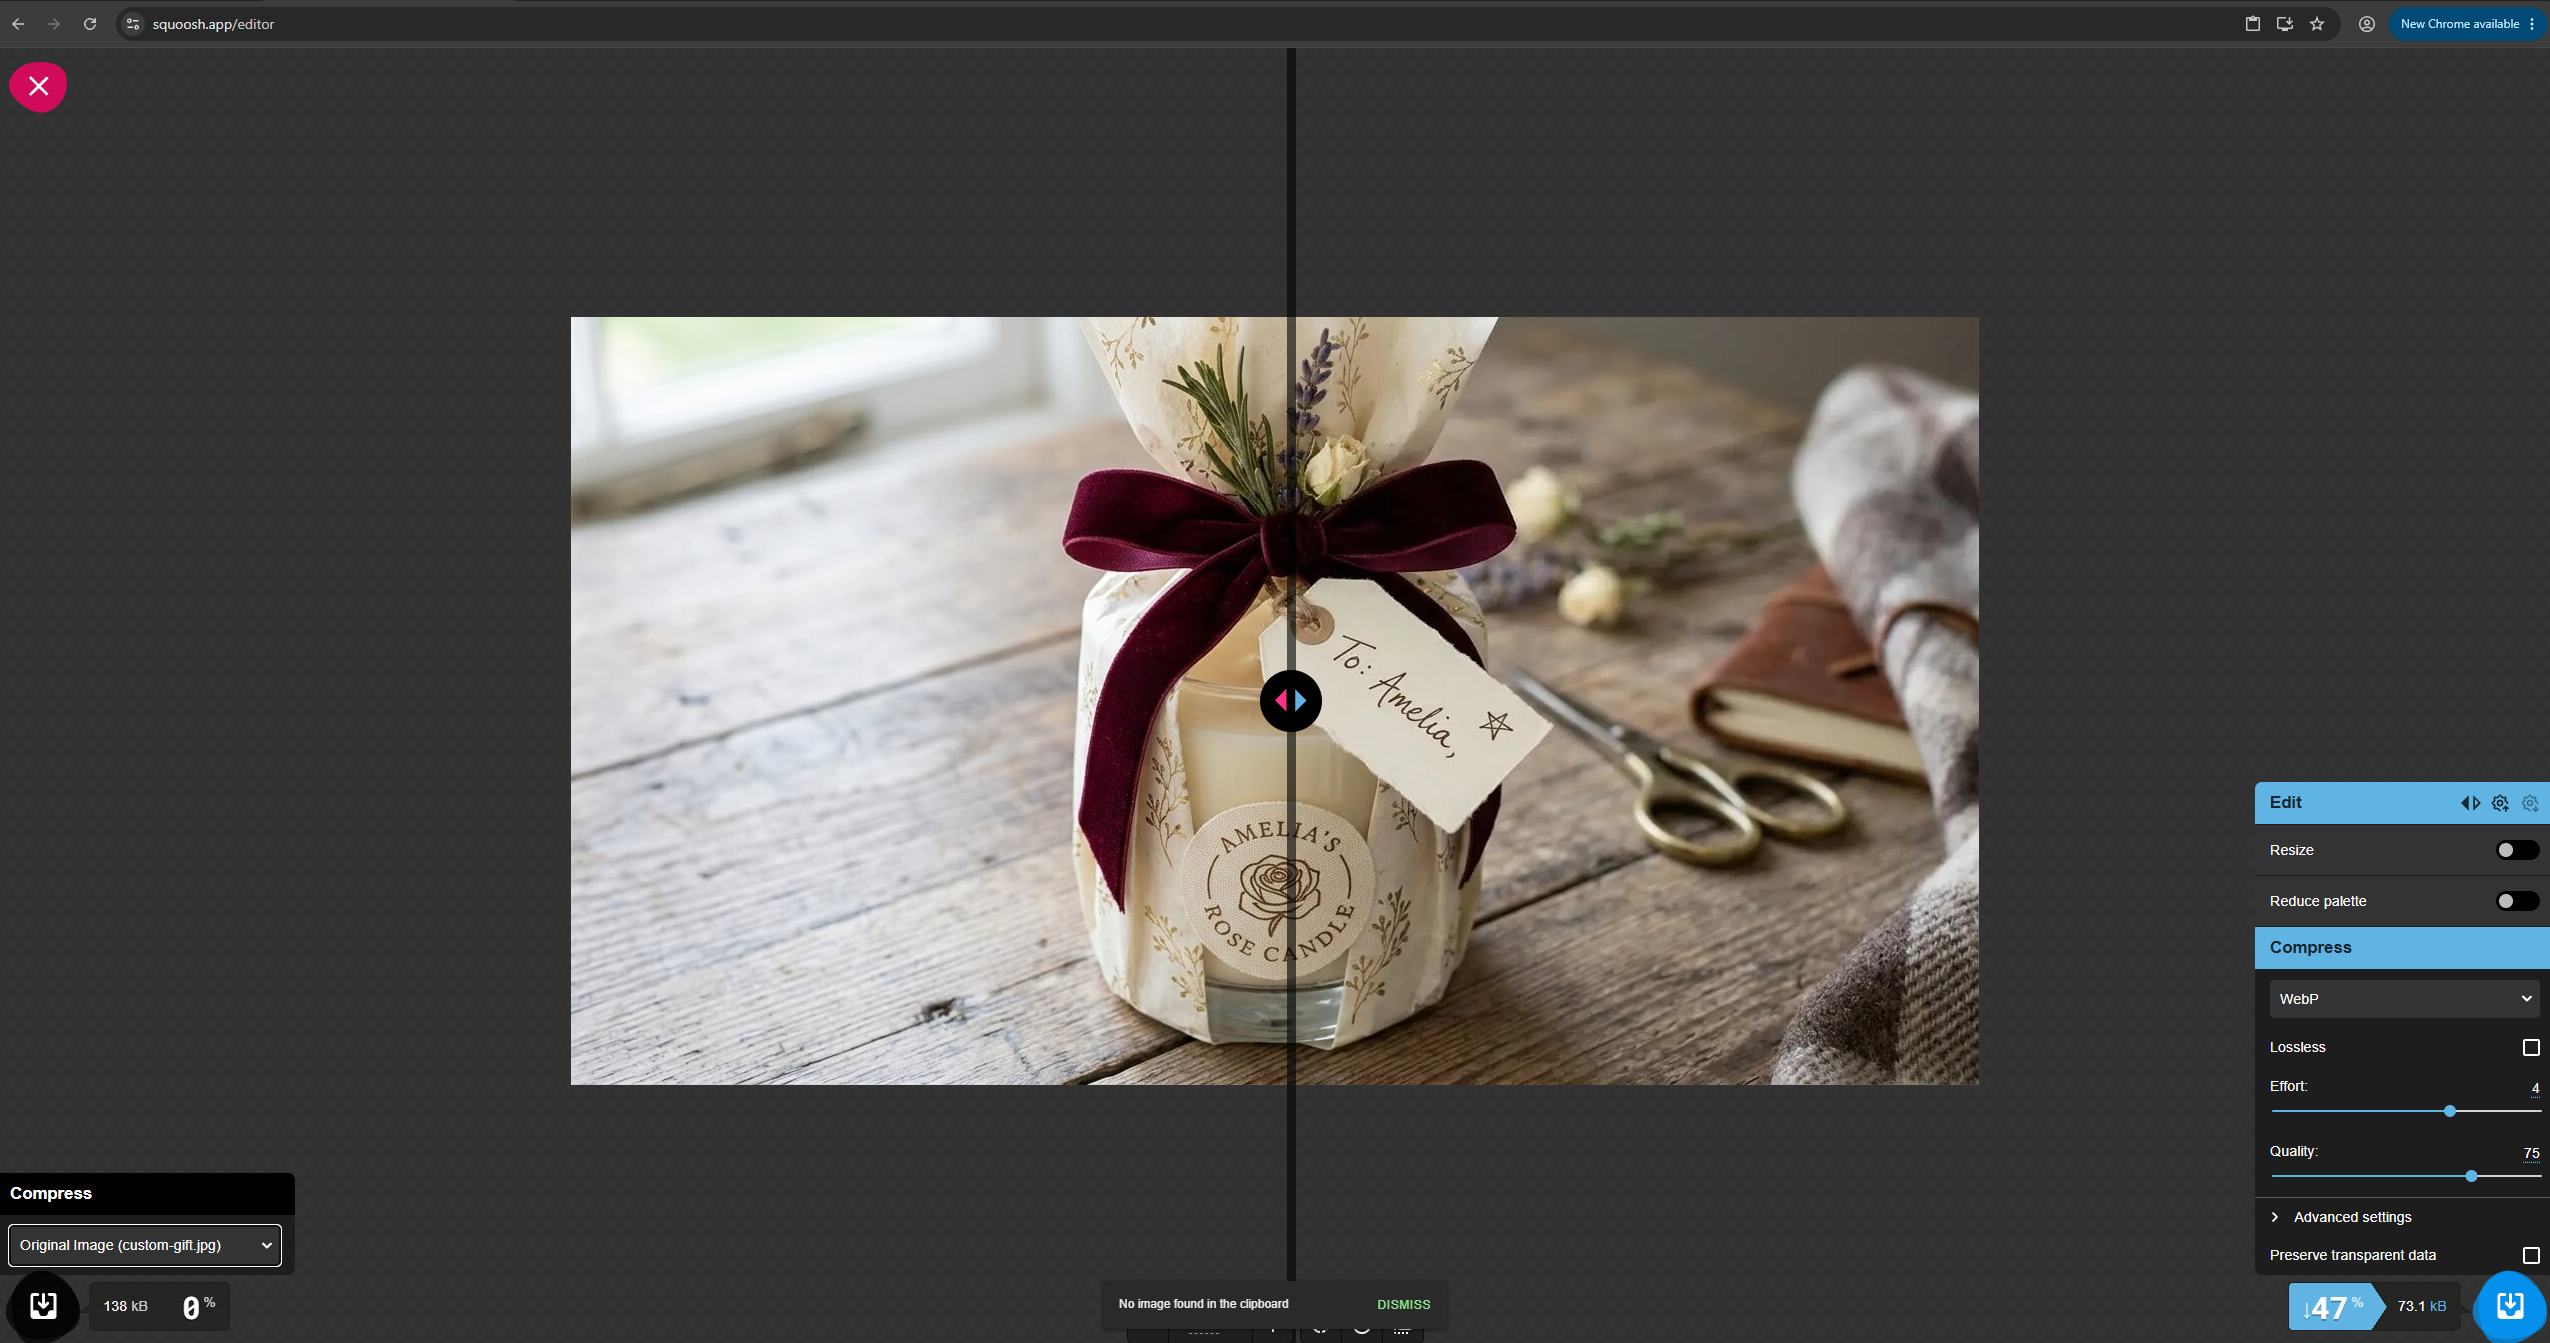 squoosh.app/editor
New Chrome available
To: Amelia,
AMELIA'S
ROSE CANDLE
Edit
Resize
Reduce palette
Compress
WebP
Lossless
Effort: 4
Quality: 75
Advanced settings
Preserve transparent data
↓47 % 73.1 kB
Compress
Original Image (custom-gift.jpg)
138 kB 0 %
No image found in the clipboard DISMISS